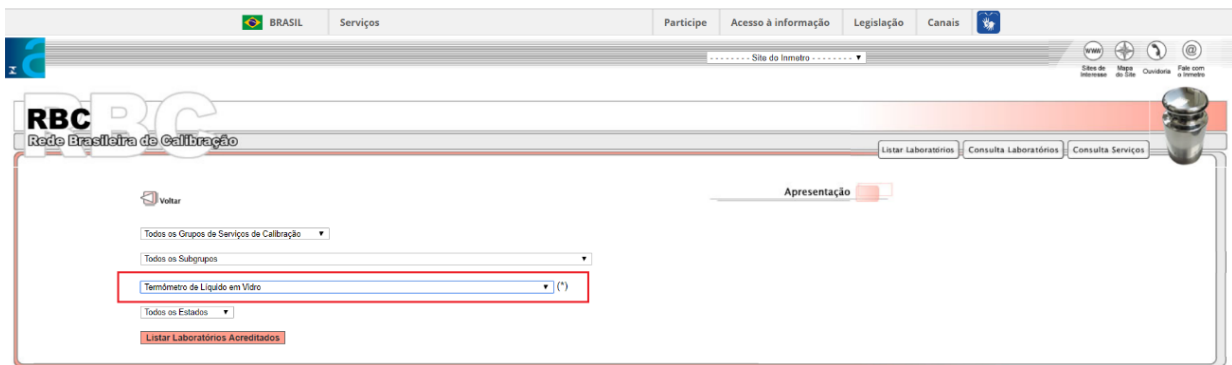 BRASIL Serviços Participe Acesso à informação Legislação Canais
- - - - - - - - Site do Inmetro - - - - - - - -
www @
Sites de Interesse Mapa do Site Ouvidoria Fale com o Inmetro
RBC
Rede Brasileira de Calibração
Listar Laboratórios Consulta Laboratórios Consulta Serviços
Voltar Apresentação
Todos os Grupos de Serviços de Calibração
Todos os Subgrupos
Termômetro de Líquido em Vidro (*)
Todos os Estados
Listar Laboratórios Acreditados